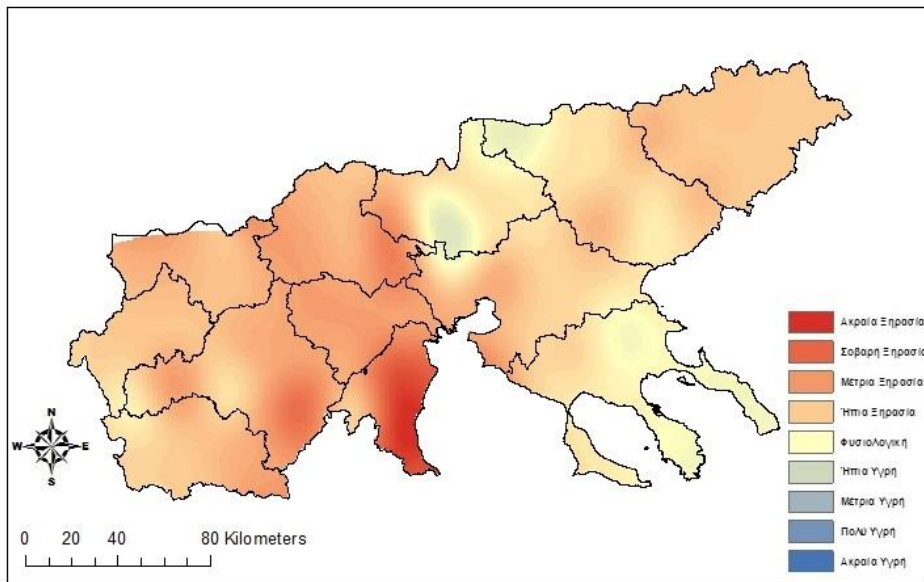 Ακραία Ξηρασία
Σοβαρή Ξηρασία
Μέτρια Ξηρασία
Ήπια Ξηρασία
Φυσιολογική
Ήπια Υγρή
Μέτρια Υγρή
Πολύ Υγρή
Ακραία Υγρή
N
W E
S
0 20 40 80 Kilometers